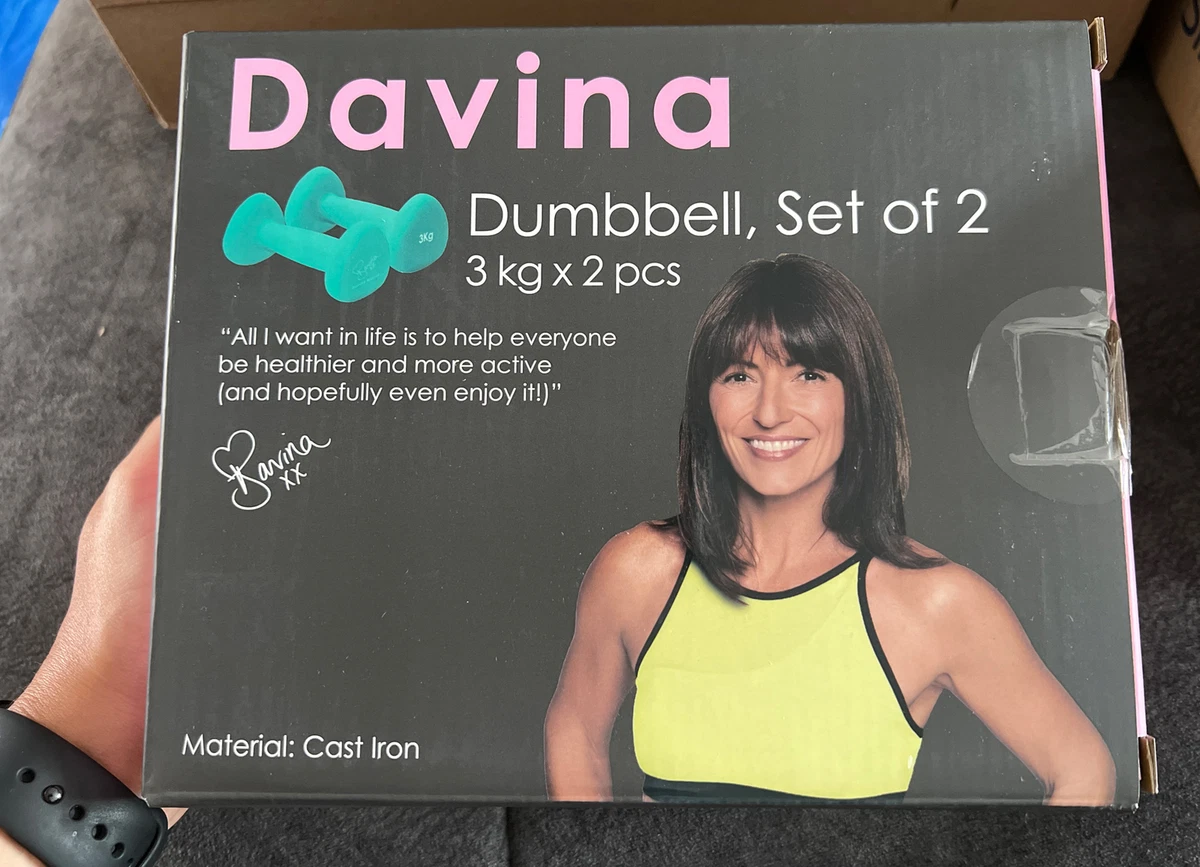 Davina
Dumbbell, Set of 2
3 kg x 2 pcs
3Kg
“All I want in life is to help everyone
be healthier and more active
(and hopefully even enjoy it!)”
Davina
xx
Material: Cast Iron